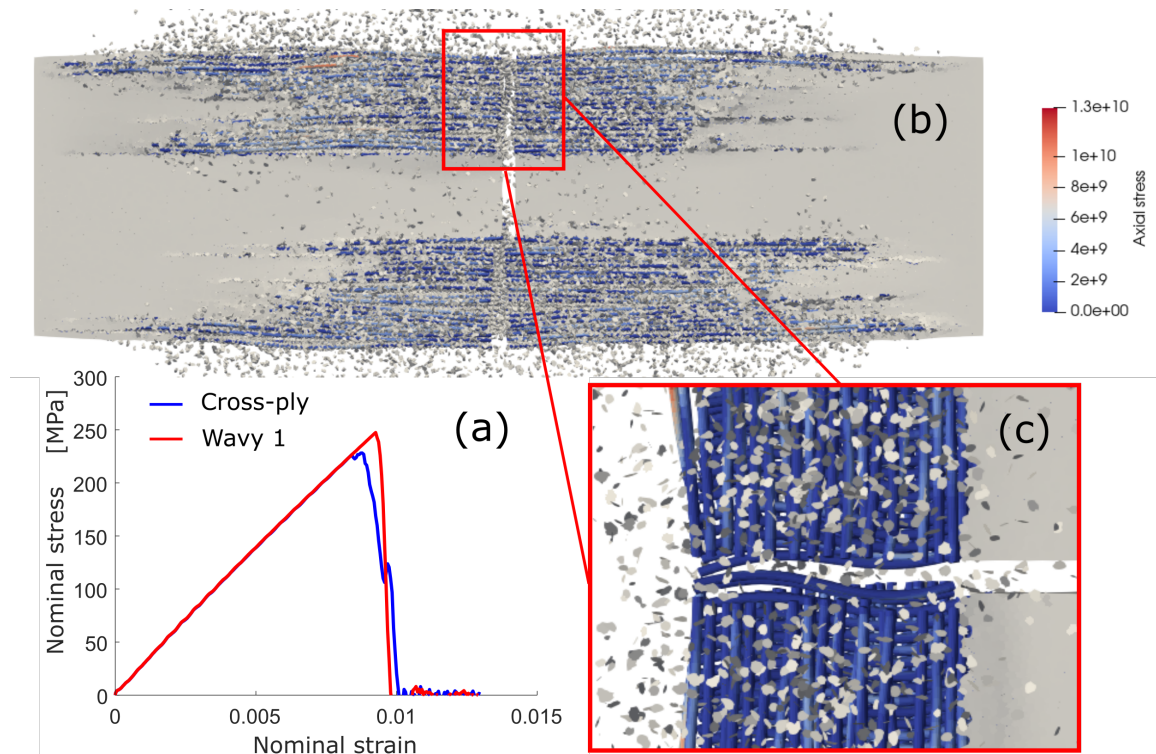 (b)
1.3e+10
1e+10
8e+9
6e+9
4e+9
2e+9
0.0e+00
Axial stress
300
250
200
150
100
50
0
Nominal stress [MPa]
Cross-ply
Wavy 1
(a)
0 0.005 0.01 0.015
Nominal strain
(c)